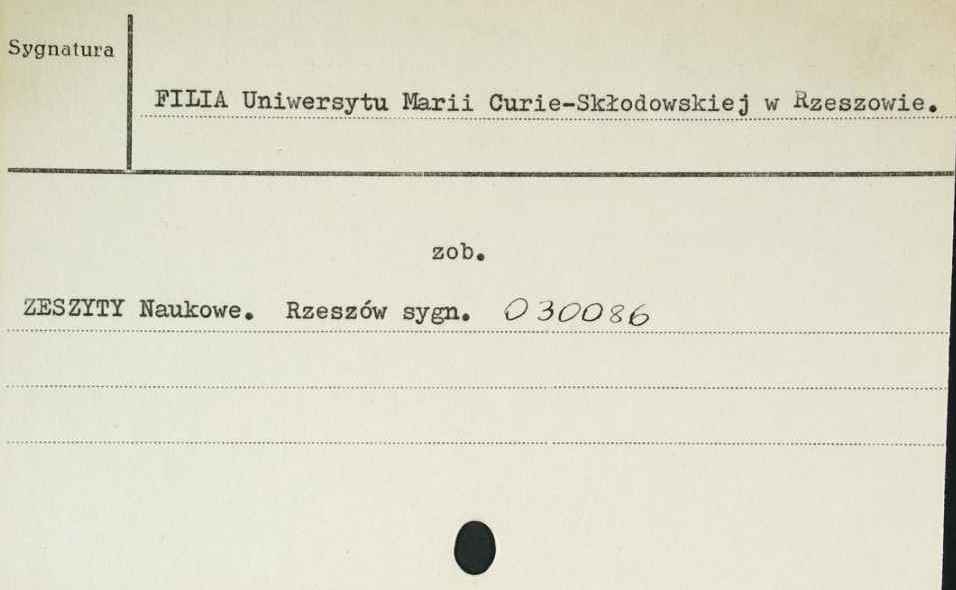 Sygnatura
FILIA Uniwersytu Marii Curie-Skłodowskiej w Rzeszowie.
zob.
ZESZYTY Naukowe. Rzeszów sygn. 030086